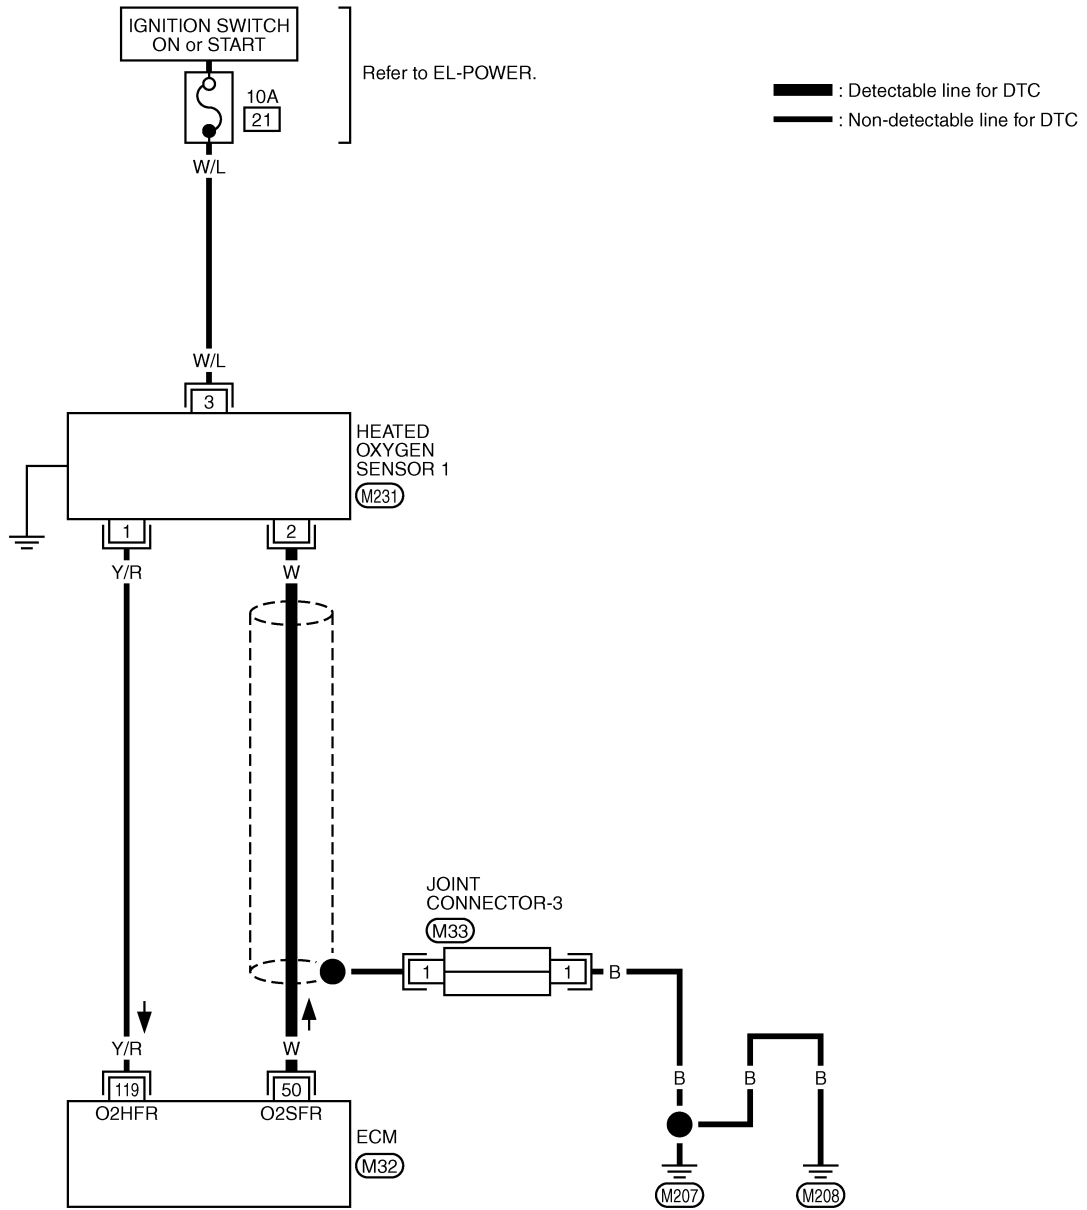 IGNITION SWITCH
ON or START
Refer to EL-POWER.
10A
21
: Detectable line for DTC
: Non-detectable line for DTC
W/L
W/L
3
HEATED
OXYGEN
SENSOR 1
M231
1
2
Y/R
W
JOINT
CONNECTOR-3
M33
1
1
B
Y/R
W
B
B
B
119
50
O2HFR
O2SFR
ECM
M32
M207
M208